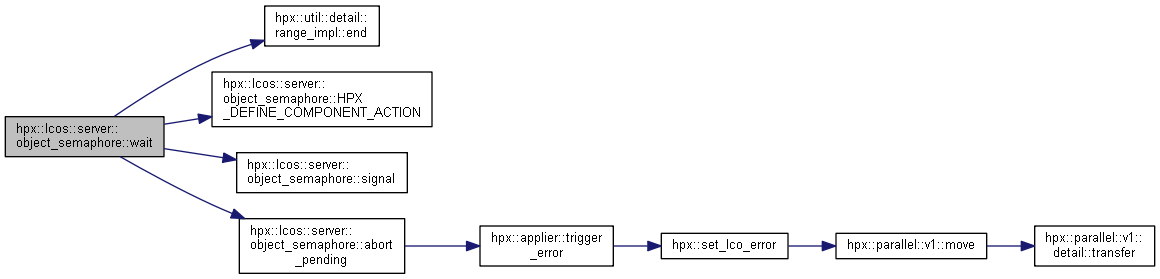 hpx::util::detail::
range_impl::end
hpx::lcos::server::
object_semaphore::HPX
_DEFINE_COMPONENT_ACTION
hpx::lcos::server::
object_semaphore::wait
hpx::lcos::server::
object_semaphore::signal
hpx::lcos::server::
object_semaphore::abort
_pending
hpx::applier::trigger
_error
hpx::set_lco_error
hpx::parallel::v1::move
hpx::parallel::v1::
detail::transfer